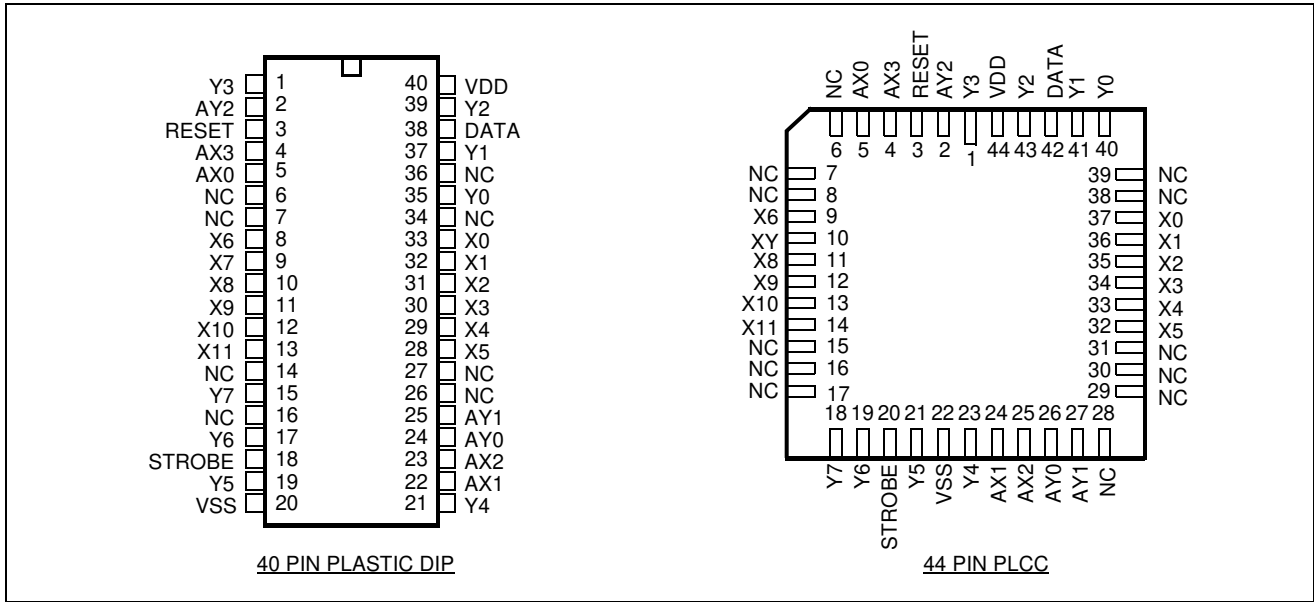 Y3 1 40 VDD
AY2 2 39 Y2
RESET 3 38 DATA
AX3 4 37 Y1
AX0 5 36 NC
NC 6 35 Y0
NC 7 34 NC
X6 8 33 X0
X7 9 32 X1
X8 10 31 X2
X9 11 30 X3
X10 12 29 X4
X11 13 28 X5
NC 14 27 NC
Y7 15 26 NC
NC 16 25 AY1
Y6 17 24 AY0
STROBE 18 23 AX2
Y5 19 22 AX1
VSS 20 21 Y4
40 PIN PLASTIC DIP
NC AX0 AX3 RESET AY2 Y3 VDD Y2 DATA Y1 Y0
6 5 4 3 2 1 44 43 42 41 40
NC 7 39 NC
NC 8 38 NC
X6 9 37 X0
XY 10 36 X1
X8 11 35 X2
X9 12 34 X3
X10 13 33 X4
X11 14 32 X5
NC 15 31 NC
NC 16 30 NC
NC 17 29 NC
18 19 20 21 22 23 24 25 26 27 28
Y7 Y6 STROBE Y5 VSS Y4 AX1 AX2 AY0 AY1 NC
44 PIN PLCC